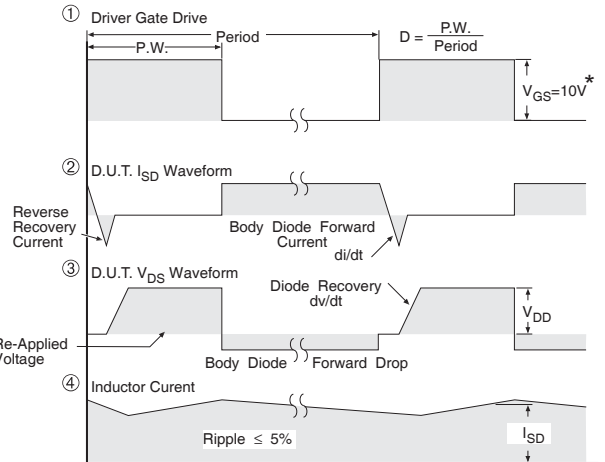 ① Driver Gate Drive
P.W.
Period
D = P.W.
Period
VGS=10V*
② D.U.T. ISD Waveform
Reverse
Recovery
Current
Body Diode Forward
Current
di/dt
③ D.U.T. VDS Waveform
Diode Recovery
dv/dt
VDD
Re-Applied
Voltage
Body Diode Forward Drop
④ Inductor Curent
Ripple ≤ 5%
ISD